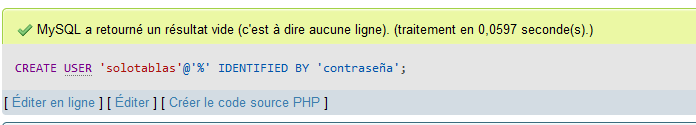 MySQL a retourné un résultat vide (c'est à dire aucune ligne). (traitement en 0,0597 seconde(s).)
CREATE USER 'solotablas'@'%' IDENTIFIED BY 'contraseña';
[ Éditer en ligne ] [ Éditer ] [ Créer le code source PHP ]